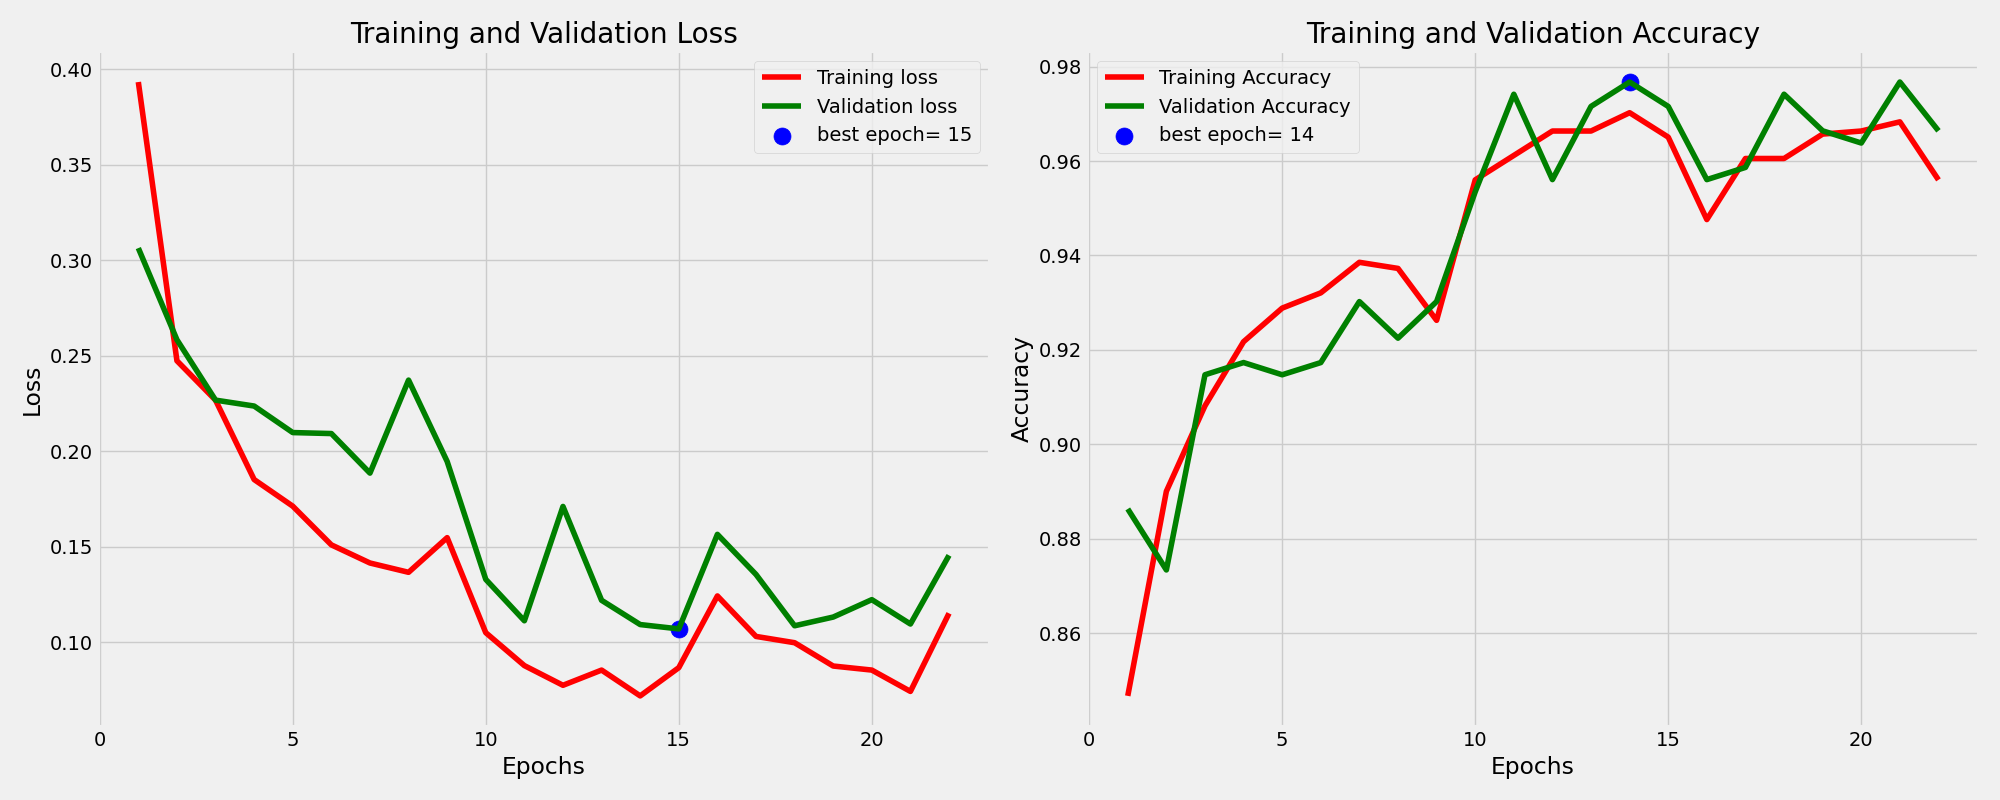 Training and Validation Loss
0.40
0.35
0.30
0.25
0.20
0.15
0.10
Loss
Training loss
Validation loss
best epoch= 15
0
5
10
15
20
Epochs
Training and Validation Accuracy
0.98
0.96
0.94
0.92
0.90
0.88
0.86
Accuracy
Training Accuracy
Validation Accuracy
best epoch= 14
0
5
10
15
20
Epochs